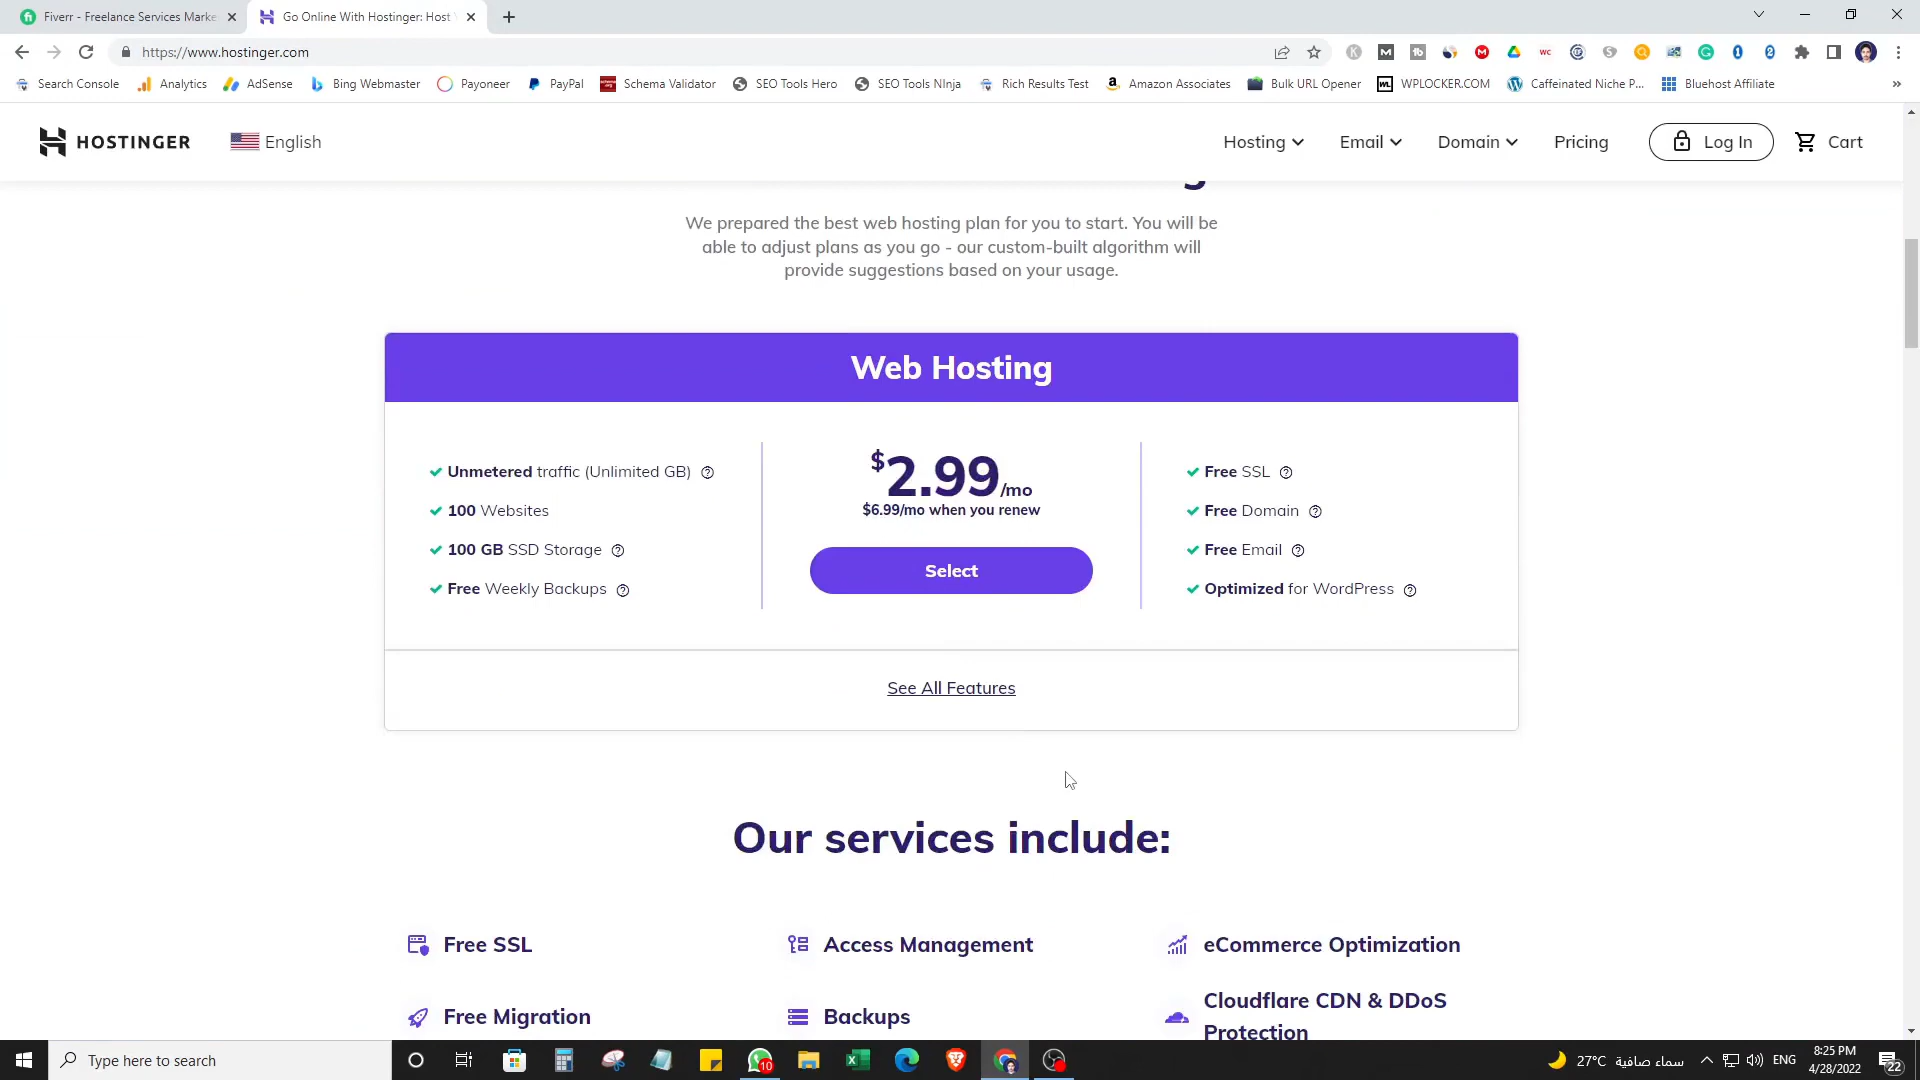 Fiverr - Freelance Services Marke
Go Online With Hostinger: Host
https://www.hostinger.com
Search Console
Analytics
AdSense
Bing Webmaster
Payoneer
PayPal
Schema Validator
SEO Tools Hero
SEO Tools NInja
Rich Results Test
Amazon Associates
Bulk URL Opener
WPLOCKER.COM
Caffeinated Niche P...
Bluehost Affiliate
»
HOSTINGER
English
Hosting
Email
Domain
Pricing
Log In
Cart
We prepared the best web hosting plan for you to start. You will be
able to adjust plans as you go - our custom-built algorithm will
provide suggestions based on your usage.
Web Hosting
Unmetered traffic (Unlimited GB)
100 Websites
100 GB SSD Storage
Free Weekly Backups
$2.99/mo
$6.99/mo when you renew
Select
Free SSL
Free Domain
Free Email
Optimized for WordPress
See All Features
Our services include:
Free SSL
Access Management
eCommerce Optimization
Free Migration
Backups
Cloudflare CDN & DDoS
Protection
Type here to search
10
27°C
سماء صافية
ENG
8:25 PM
4/28/2022
22